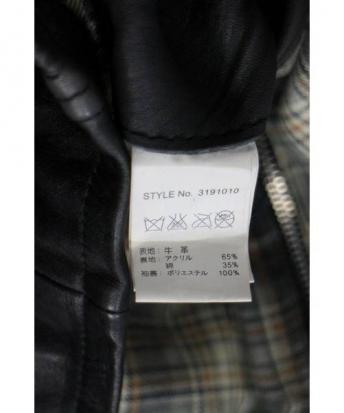 STYLE No. 3191010
表地: 牛 革
裏地: アクリル 65%
綿 35%
袖裏: ポリエステル 100%